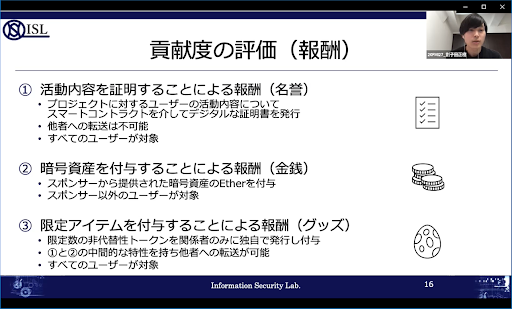 ISL
貢献度の評価（報酬）
① 活動内容を証明することによる報酬（名誉）
• プロジェクトに対するユーザーの活動内容について
スマートコントラクトを介してデジタルな証明書を発行
• 他者への転送は不可能
• すべてのユーザーが対象
② 暗号資産を付与することによる報酬（金銭）
• スポンサーから提供された暗号資産のEtherを付与
• スポンサー以外のユーザーが対象
③ 限定アイテムを付与することによる報酬（グッズ）
• 限定数の非代替性トークンを関係者のみに独自で発行し付与
• ①と②の中間的な特性を持ち他者への転送が可能
• すべてのユーザーが対象
Information Security Lab.
16